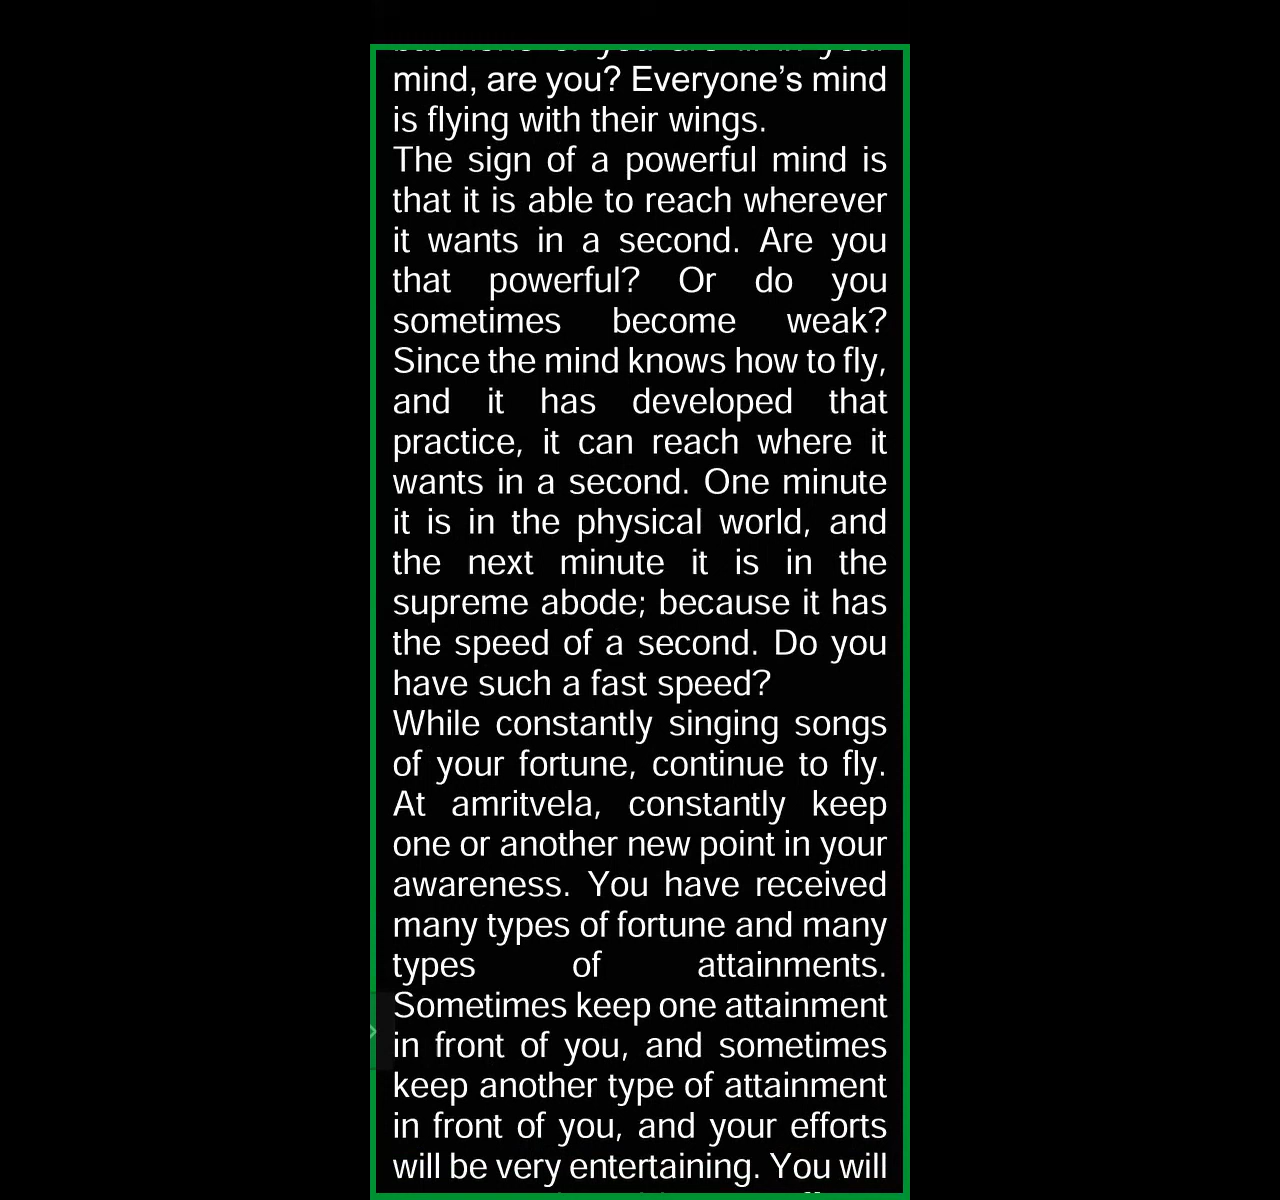 mind, are you? Everyone’s mind
is flying with their wings.
The sign of a powerful mind is
that it is able to reach wherever
it wants in a second. Are you
that powerful? Or do you
sometimes become weak?
Since the mind knows how to fly,
and it has developed that
practice, it can reach where it
wants in a second. One minute
it is in the physical world, and
the next minute it is in the
supreme abode; because it has
the speed of a second. Do you
have such a fast speed?
While constantly singing songs
of your fortune, continue to fly.
At amritvela, constantly keep
one or another new point in your
awareness. You have received
many types of fortune and many
types of attainments.
Sometimes keep one attainment
in front of you, and sometimes
keep another type of attainment
in front of you, and your efforts
will be very entertaining. You will